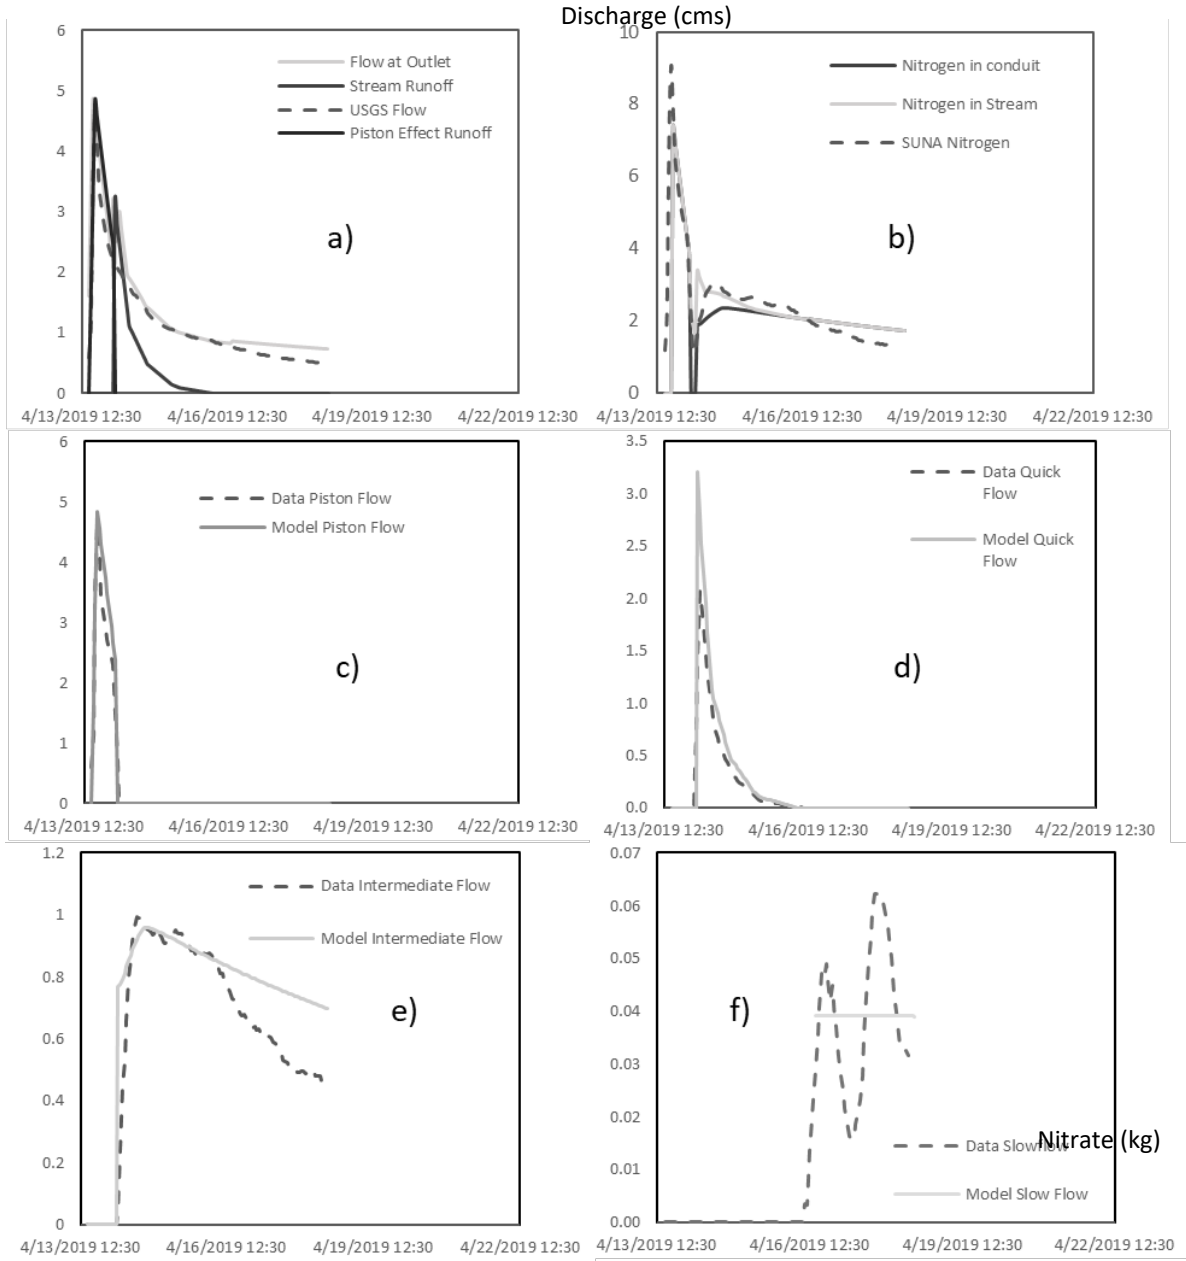 Discharge (cms)
6
5
4
3
2
1
0
Flow at Outlet
Stream Runoff
USGS Flow
Piston Effect Runoff
a)
4/13/2019 12:30 4/16/2019 12:30 4/19/2019 12:30 4/22/2019 12:30
10
8
6
4
2
0
Nitrogen in conduit
Nitrogen in Stream
SUNA Nitrogen
b)
4/13/2019 12:30 4/16/2019 12:30 4/19/2019 12:30 4/22/2019 12:30
6
5
4
3
2
1
0
Data Piston Flow
Model Piston Flow
c)
4/13/2019 12:30 4/16/2019 12:30 4/19/2019 12:30 4/22/2019 12:30
3.5
3.0
2.5
2.0
1.5
1.0
0.5
0.0
Data Quick
Flow
Model Quick
Flow
d)
4/13/2019 12:30 4/16/2019 12:30 4/19/2019 12:30 4/22/2019 12:30
1.2
1
0.8
0.6
0.4
0.2
0
Data Intermediate Flow
Model Intermediate Flow
e)
4/13/2019 12:30 4/16/2019 12:30 4/19/2019 12:30 4/22/2019 12:30
0.07
0.06
0.05
0.04
0.03
0.02
0.01
0.00
f)
Data Slowflow
Nitrate (kg)
Model Slow Flow
4/13/2019 12:30 4/16/2019 12:30 4/19/2019 12:30 4/22/2019 12:30